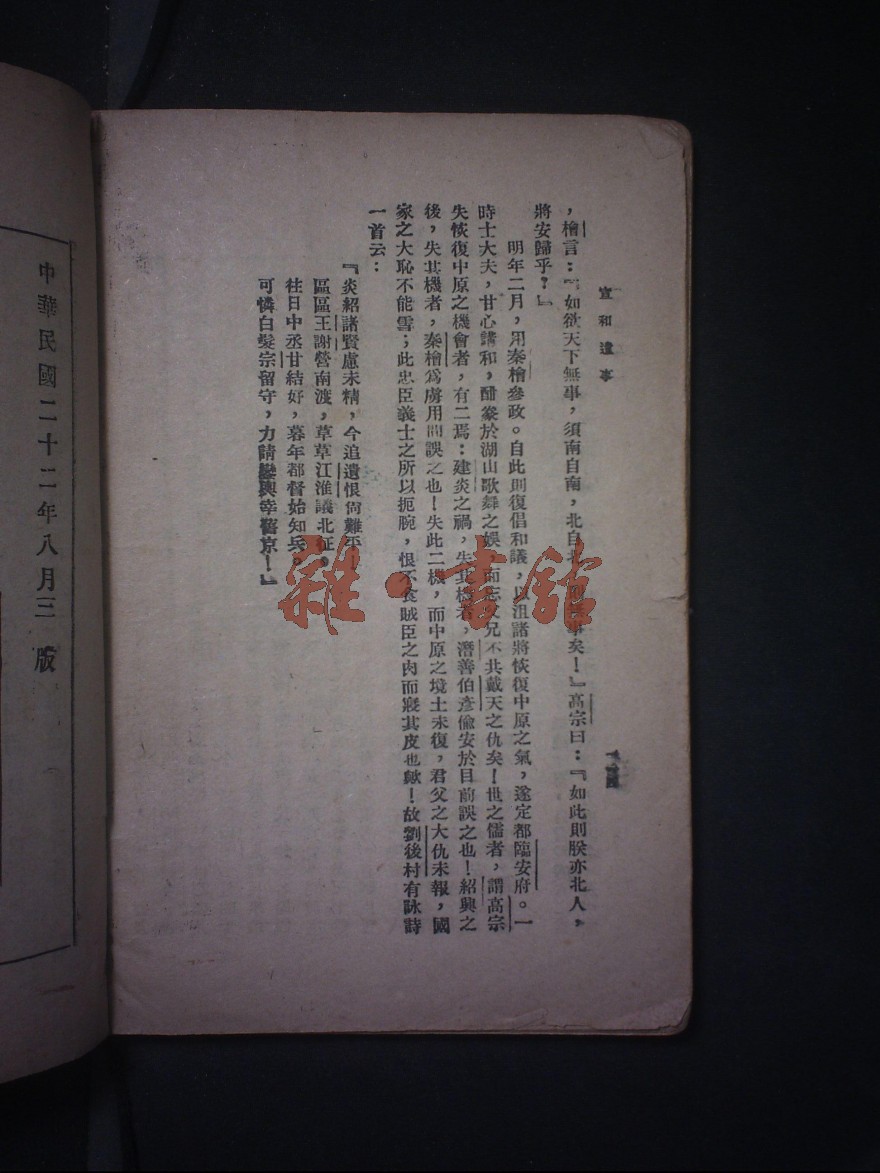 宣和遺事
，檜言：『如欲天下無事，須南自南，北自北，事矣！』高宗曰：『如此則朕亦北人，
將安歸乎？』
明年二月，用秦檜參政。自此則復倡和議，以沮諸將恢復中原之氣，遂定都臨安府。一
時士大夫，甘心講和，酣豢於湖山歌舞之娛，而忘父兄不共戴天之仇矣！世之儒者，謂高宗
失恢復中原之機會者，有二焉：建炎之禍，失其機者，潛善伯彥偷安於目前誤之也！紹興之
後，失其機者，秦檜爲虜用間誤之也！失此二機，而中原之境土未復，君父之大仇未報，國
家之大恥不能雪；此忠臣義士之所以扼腕，恨不食賊臣之肉而寢其皮也歟！故劉後村有詠詩
一首云：
『炎紹諸賢慮未精，今追遺恨尙難平！
區區王謝營南渡，草草江淮議北征，
往日中丞甘結好，暮年都督始知兵。
可憐白髮宗留守，力請鑾輿幸舊京！』
中華民國二十二年八月三版
雜·書館